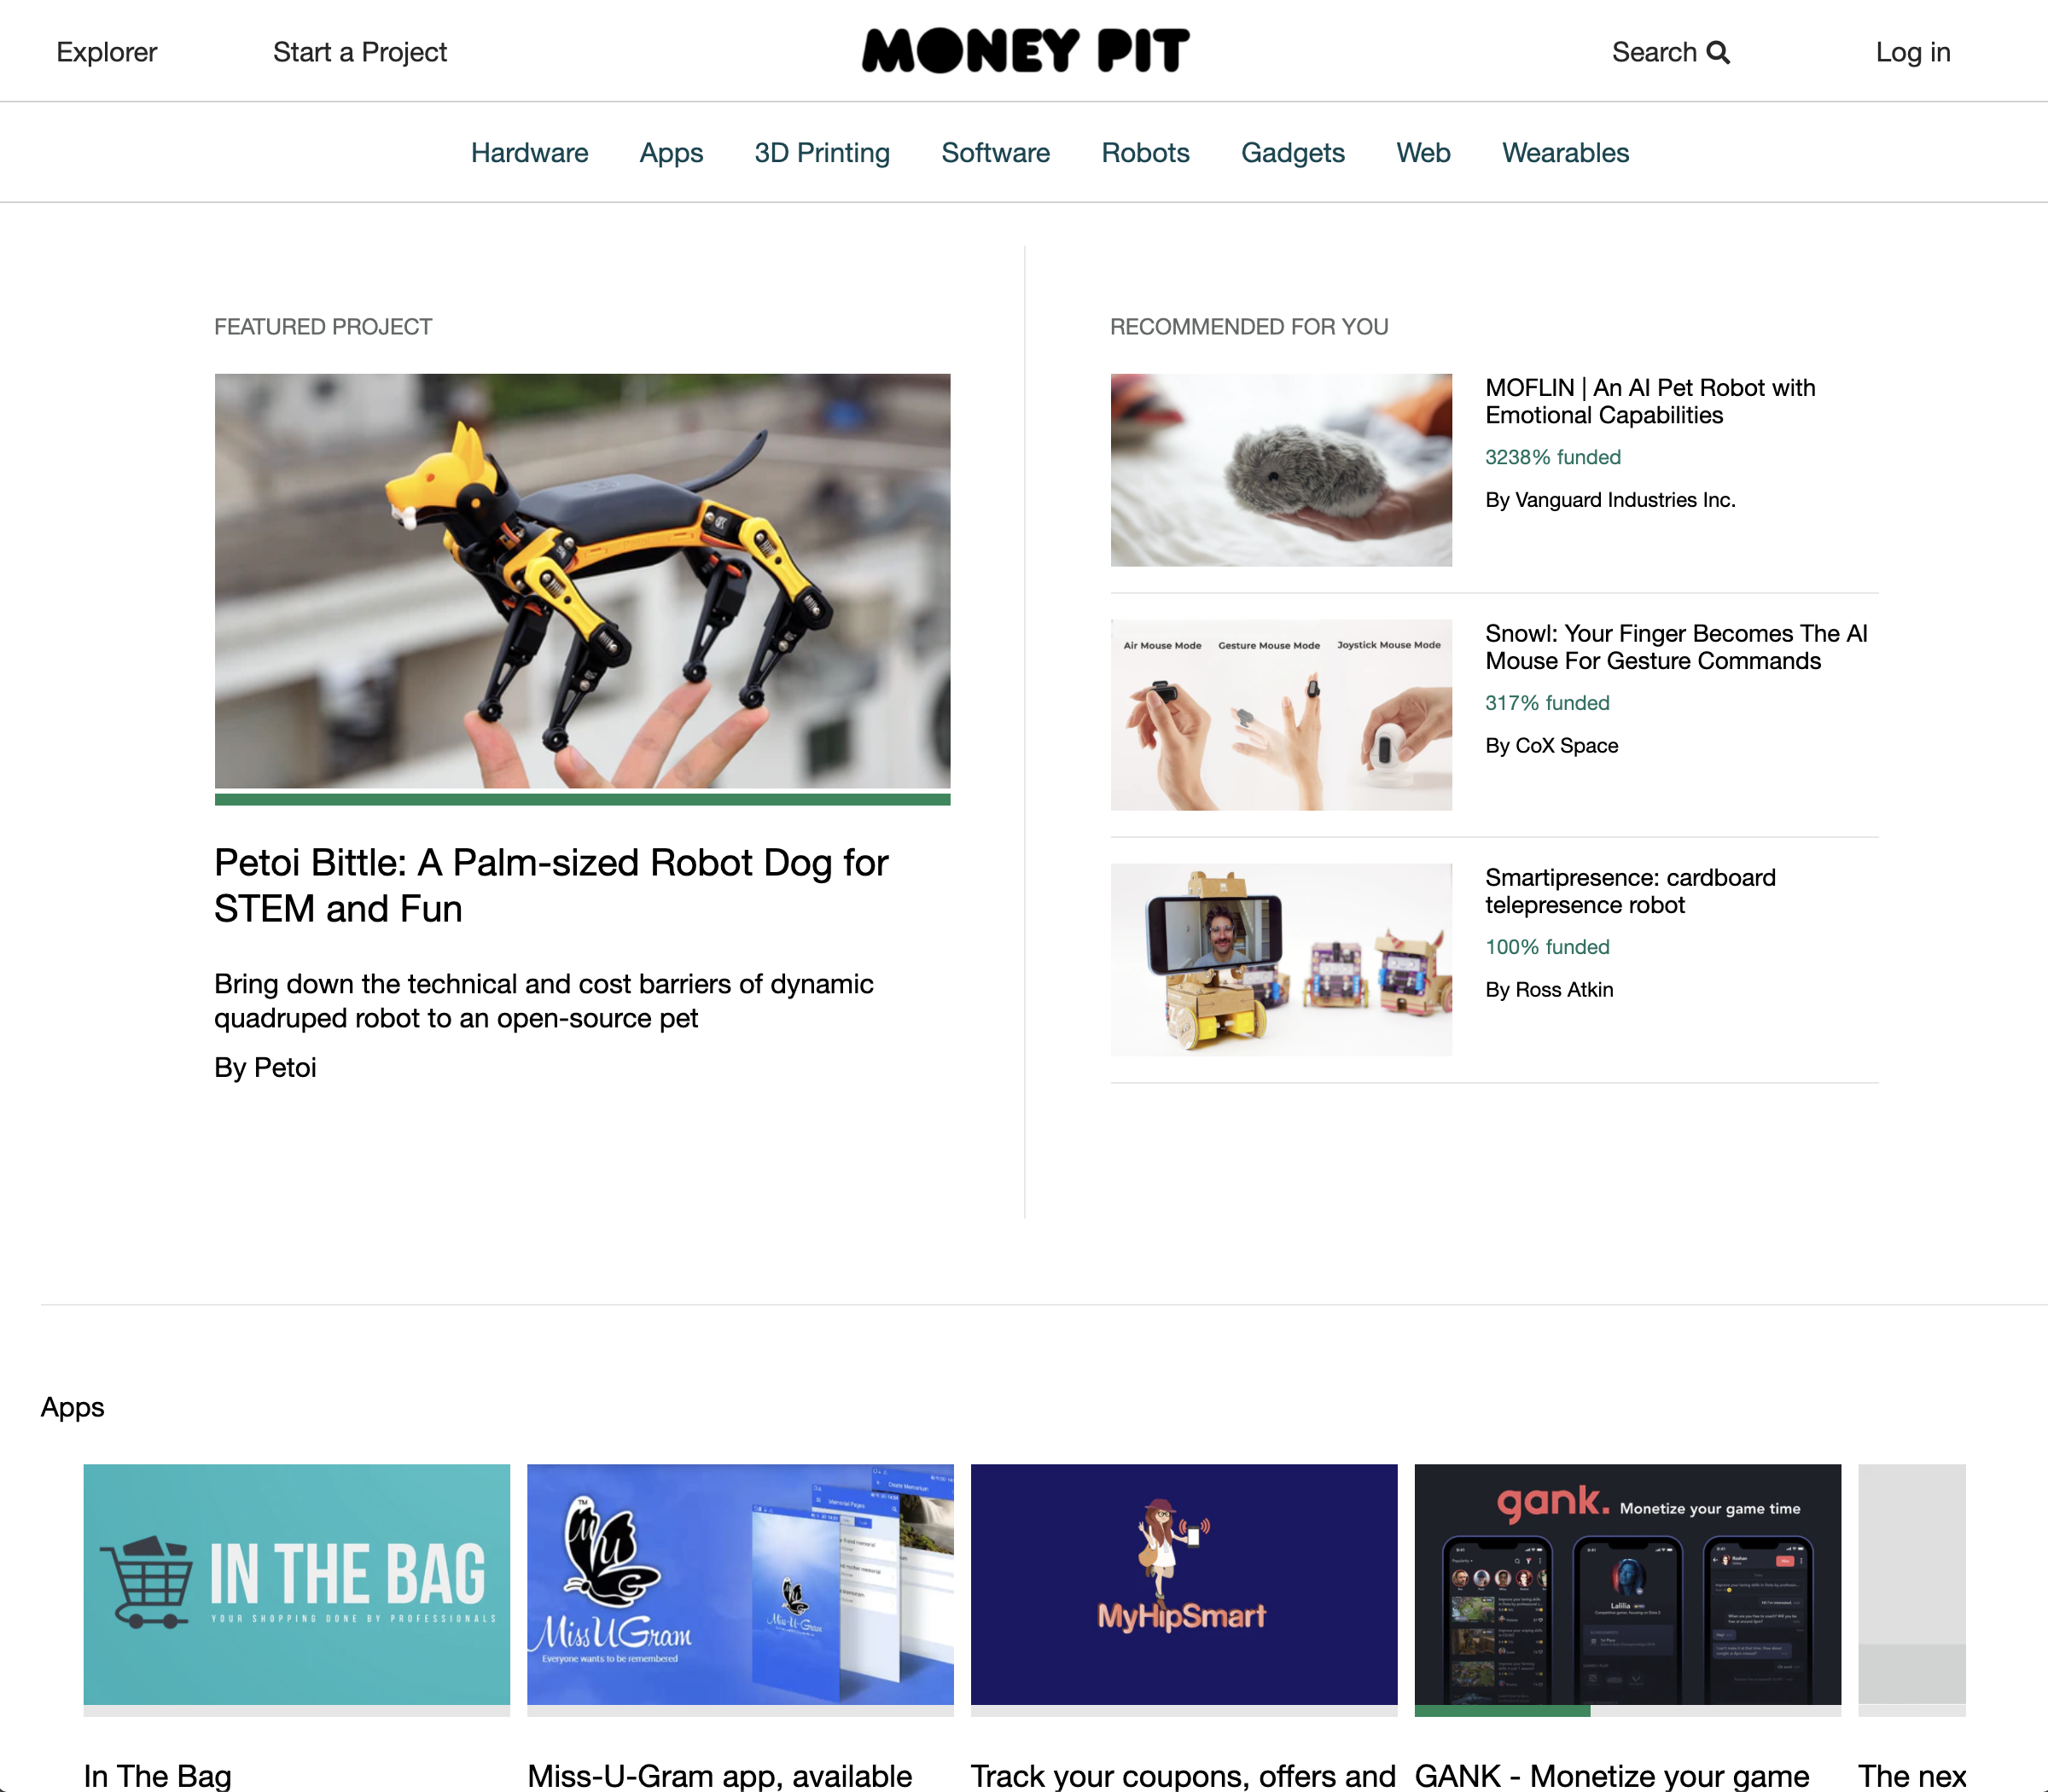 Explorer
Start a Project
MONEY PIT
Search
Log in
Hardware
Apps
3D Printing
Software
Robots
Gadgets
Web
Wearables
FEATURED PROJECT
Petoi Bittle: A Palm-sized Robot Dog for
STEM and Fun
Bring down the technical and cost barriers of dynamic
quadruped robot to an open-source pet
By Petoi
RECOMMENDED FOR YOU
MOFLIN | An AI Pet Robot with
Emotional Capabilities
3238% funded
By Vanguard Industries Inc.
Air Mouse Mode
Gesture Mouse Mode
Joystick Mouse Mode
Snowl: Your Finger Becomes The AI
Mouse For Gesture Commands
317% funded
By CoX Space
Smartipresence: cardboard
telepresence robot
100% funded
By Ross Atkin
Apps
IN THE BAG
YOUR SHOPPING DONE BY PROFESSIONALS
In The Bag
TM
MissUGram
Everyone wants to be remembered
Memorial Pages
Create Memorium
Miss-U-Gram app, available
MyHipSmart
Track your coupons, offers and
gank.
Monetize your game time
Lalilia
GANK - Monetize your game
The nex